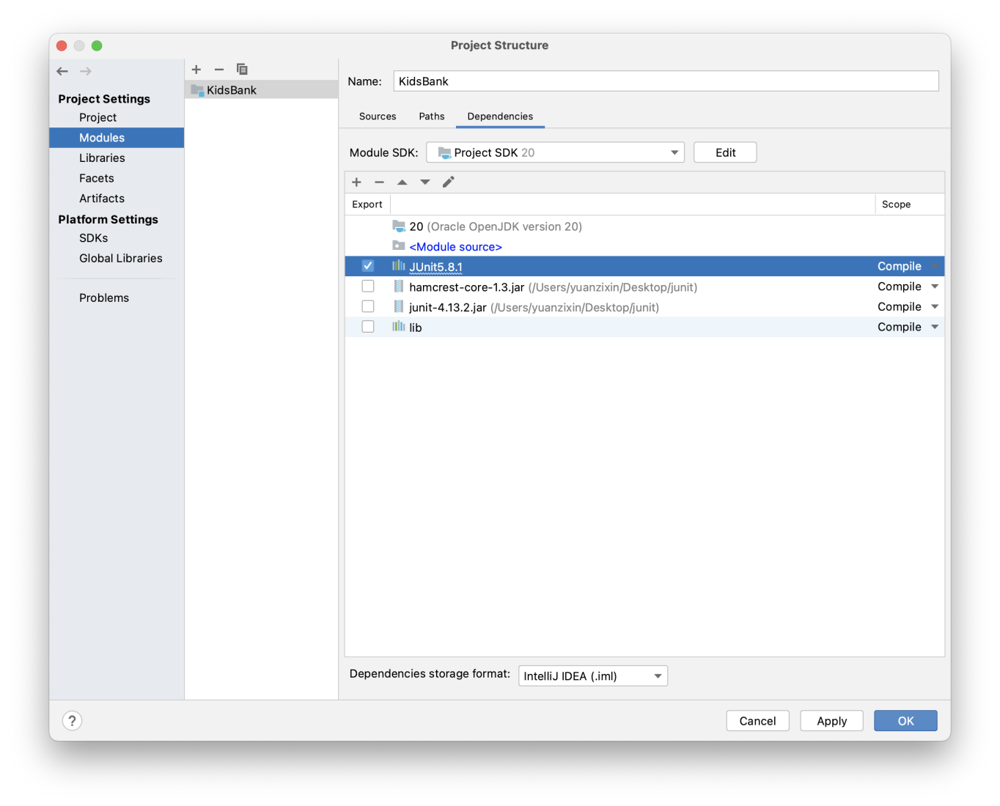 Project Structure
Project Settings
Project
Modules
Libraries
Facets
Artifacts
Platform Settings
SDKs
Global Libraries
Problems
KidsBank
Name: KidsBank
Sources Paths Dependencies
Module SDK: Project SDK 20 Edit
Export Scope
20 (Oracle OpenJDK version 20)
<Module source>
JUnit5.8.1 Compile
hamcrest-core-1.3.jar (/Users/yuanzixin/Desktop/junit) Compile
junit-4.13.2.jar (/Users/yuanzixin/Desktop/junit) Compile
lib Compile
Dependencies storage format: IntelliJ IDEA (.iml)
? Cancel Apply OK